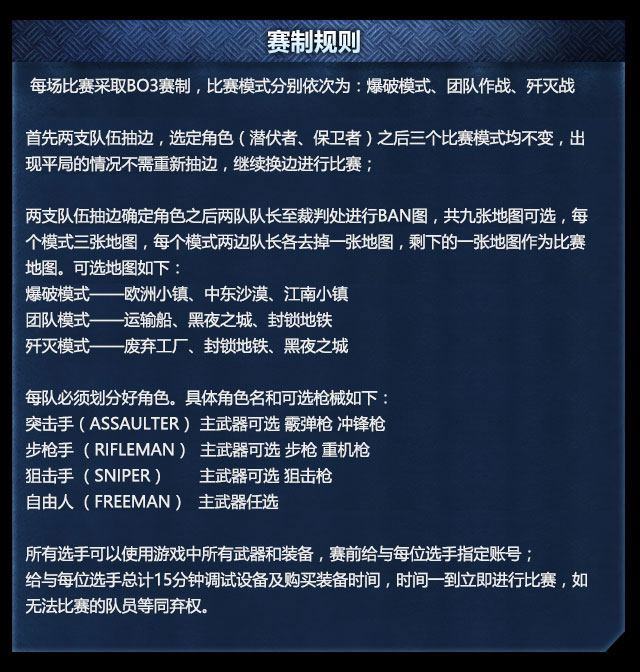 赛制规则
每场比赛采取BO3赛制，比赛模式分别依次为：爆破模式、团队作战、歼灭战
首先两支队伍抽边，选定角色（潜伏者、保卫者）之后三个比赛模式均不变，出
现平局的情况不需重新抽边，继续换边进行比赛；
两支队伍抽边确定角色之后两队队长至裁判处进行BAN图，共九张地图可选，每
个模式三张地图，每个模式两边队长各去掉一张地图，剩下的一张地图作为比赛
地图。可选地图如下：
爆破模式——欧洲小镇、中东沙漠、江南小镇
团队模式——运输船、黑夜之城、封锁地铁
歼灭模式——废弃工厂、封锁地铁、黑夜之城
每队必须划分好角色。具体角色名和可选枪械如下：
突击手（ASSAULTER） 主武器可选 霰弹枪 冲锋枪
步枪手 （RIFLEMAN） 主武器可选 步枪 重机枪
狙击手 （SNIPER） 主武器可选 狙击枪
自由人 （FREEMAN） 主武器任选
所有选手可以使用游戏中所有武器和装备，赛前给与每位选手指定账号；
给与每位选手总计15分钟调试设备及购买装备时间，时间一到立即进行比赛，如
无法比赛的队员等同弃权。